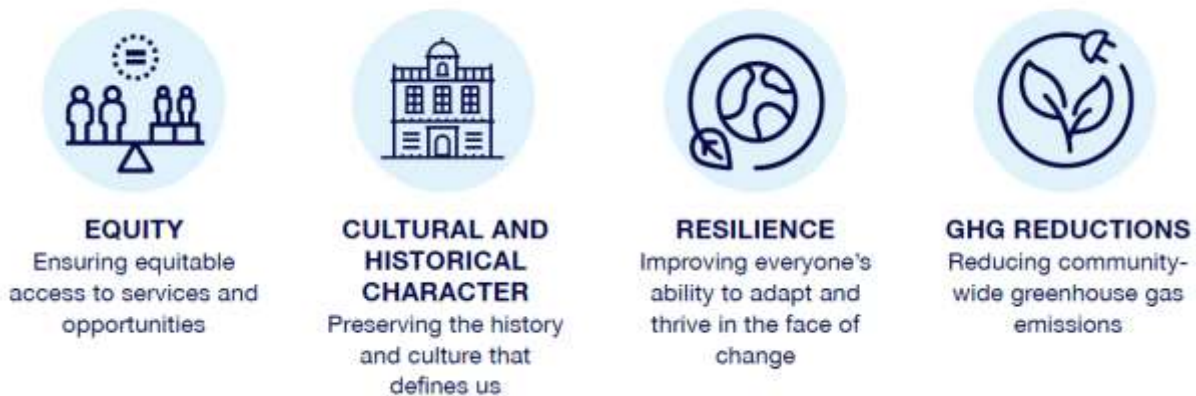 EQUITY
Ensuring equitable
access to services and
opportunities
CULTURAL AND
HISTORICAL
CHARACTER
Preserving the history
and culture that
defines us
RESILIENCE
Improving everyone's
ability to adapt and
thrive in the face of
change
GHG REDUCTIONS
Reducing community-
wide greenhouse gas
emissions